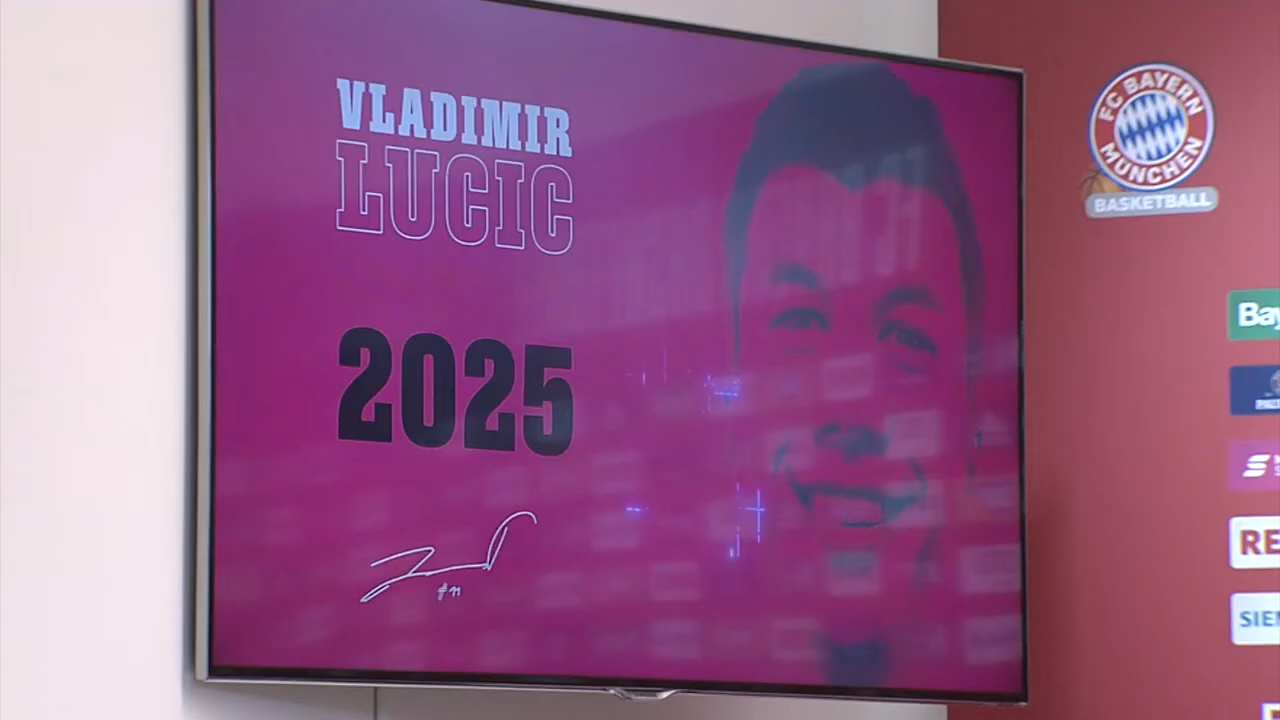 VLADIMIR
LUCIC
2025
#11
FC BAYERN
MÜNCHEN
BASKETBALL
Bay
RE
SIE